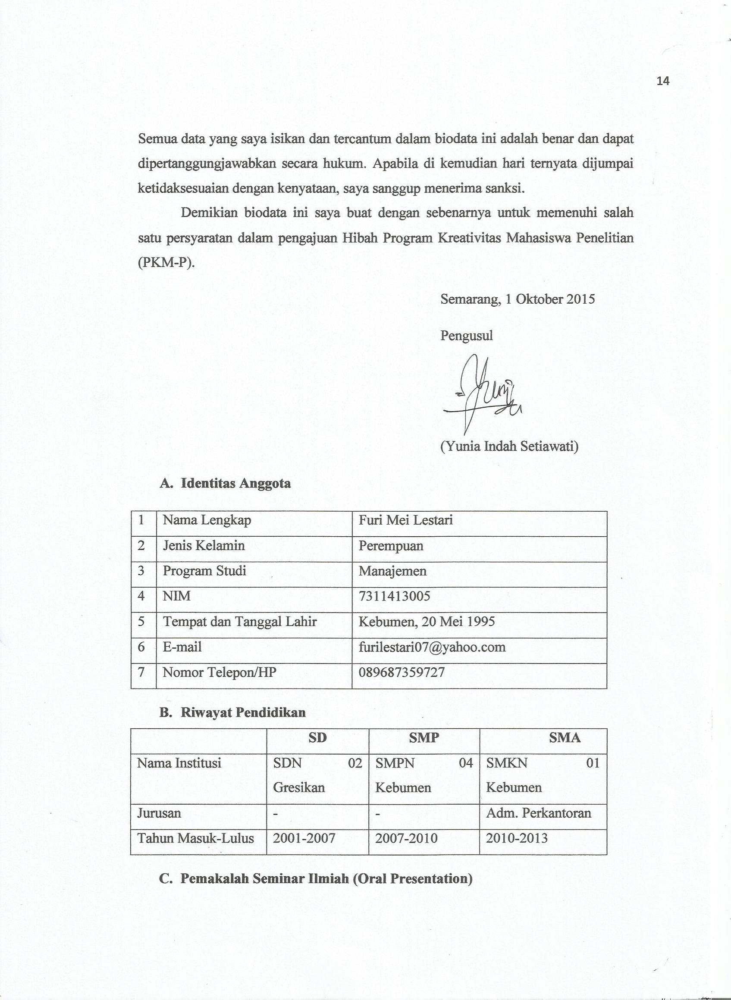 14
Semua data yang saya isikan dan tercantum dalam biodata ini adalah benar dan dapat
dipertanggungjawabkan secara hukum. Apabila di kemudian hari ternyata dijumpai
ketidaksesuaian dengan kenyataan, saya sanggup menerima sanksi.
Demikian biodata ini saya buat dengan sebenarnya untuk memenuhi salah
satu persyaratan dalam pengajuan Hibah Program Kreativitas Mahasiswa Penelitian
(PKM-P).
Semarang, 1 Oktober 2015
Pengusul
(Yunia Indah Setiawati)
A. Identitas Anggota
1 Nama Lengkap Furi Mei Lestari
2 Jenis Kelamin Perempuan
3 Program Studi Manajemen
4 NIM 7311413005
5 Tempat dan Tanggal Lahir Kebumen, 20 Mei 1995
6 E-mail furilestari07@yahoo.com
7 Nomor Telepon/HP 089687359727
B. Riwayat Pendidikan
SD SMP SMA
Nama Institusi SDN 02 SMPN 04 SMKN 01
Gresikan Kebumen Kebumen
Jurusan - - Adm. Perkantoran
Tahun Masuk-Lulus 2001-2007 2007-2010 2010-2013
C. Pemakalah Seminar Ilmiah (Oral Presentation)